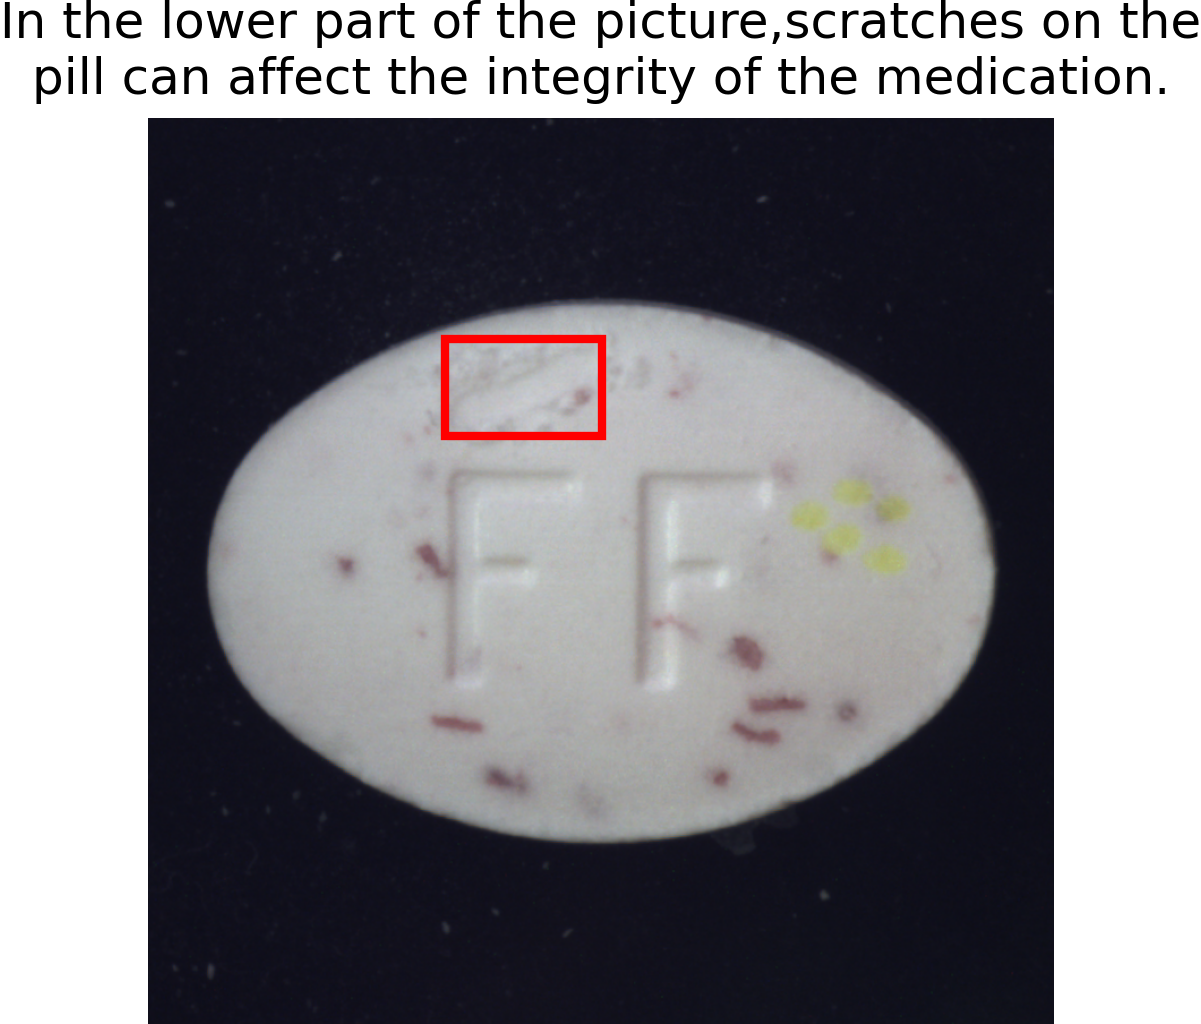 In the lower part of the picture,scratches on the
pill can affect the integrity of the medication.
FF